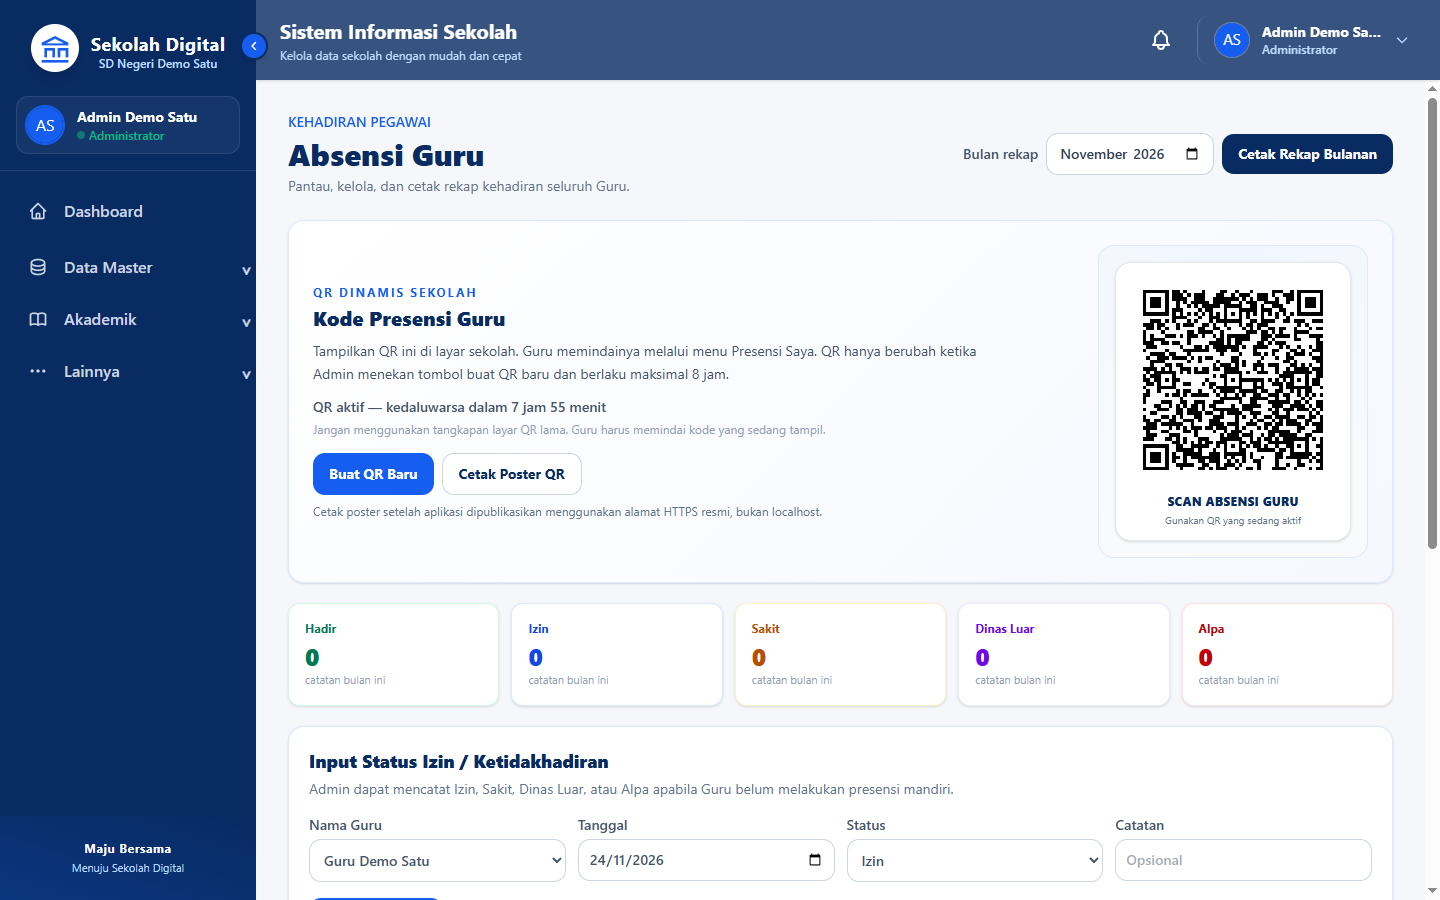 Sekolah Digital
SD Negeri Demo Satu
AS
Admin Demo Satu
Administrator
Dashboard
Data Master
Akademik
Lainnya
Maju Bersama
Menuju Sekolah Digital
Sistem Informasi Sekolah
Kelola data sekolah dengan mudah dan cepat
AS
Admin Demo Sa...
Administrator
KEHADIRAN PEGAWAI
Absensi Guru
Pantau, kelola, dan cetak rekap kehadiran seluruh Guru.
Bulan rekap
November 2026
Cetak Rekap Bulanan
QR DINAMIS SEKOLAH
Kode Presensi Guru
Tampilkan QR ini di layar sekolah. Guru memindainya melalui menu Presensi Saya. QR hanya berubah ketika
Admin menekan tombol buat QR baru dan berlaku maksimal 8 jam.
QR aktif — kedaluwarsa dalam 7 jam 55 menit
Jangan menggunakan tangkapan layar QR lama. Guru harus memindai kode yang sedang tampil.
Buat QR Baru
Cetak Poster QR
Cetak poster setelah aplikasi dipublikasikan menggunakan alamat HTTPS resmi, bukan localhost.
SCAN ABSENSI GURU
Gunakan QR yang sedang aktif
Hadir
0
catatan bulan ini
Izin
0
catatan bulan ini
Sakit
0
catatan bulan ini
Dinas Luar
0
catatan bulan ini
Alpa
0
catatan bulan ini
Input Status Izin / Ketidakhadiran
Admin dapat mencatat Izin, Sakit, Dinas Luar, atau Alpa apabila Guru belum melakukan presensi mandiri.
Nama Guru
Guru Demo Satu
Tanggal
24/11/2026
Status
Izin
Catatan
Opsional